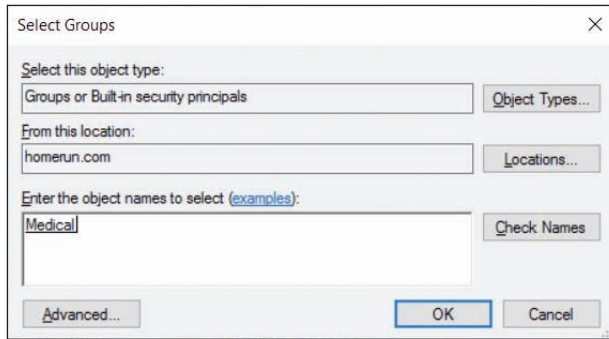 Select Groups
Select this object type:
Groups or Built-in security principals
Object Types...
From this location:
homerun.com
Locations...
Enter the object names to select (examples):
Medical
Check Names
Advanced...
OK
Cancel